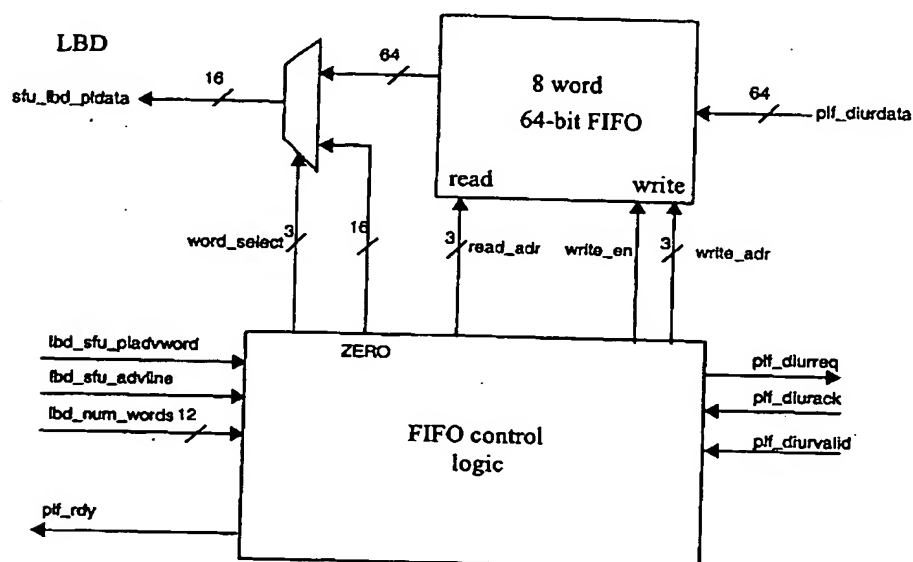 LBD
64
16
sfu_lbd_pldata
8 word
64-bit FIFO
64
plf_diurdata
read
write
word_select
3
16
3
read_adr
write_en
3
write_adr
lbd_sfu_pladvword
ZERO
lbd_sfu_advline
lbd_num_words 12
plf_diurreq
plf_diurack
plf_diurvalid
FIFO control
logic
plf_rdy